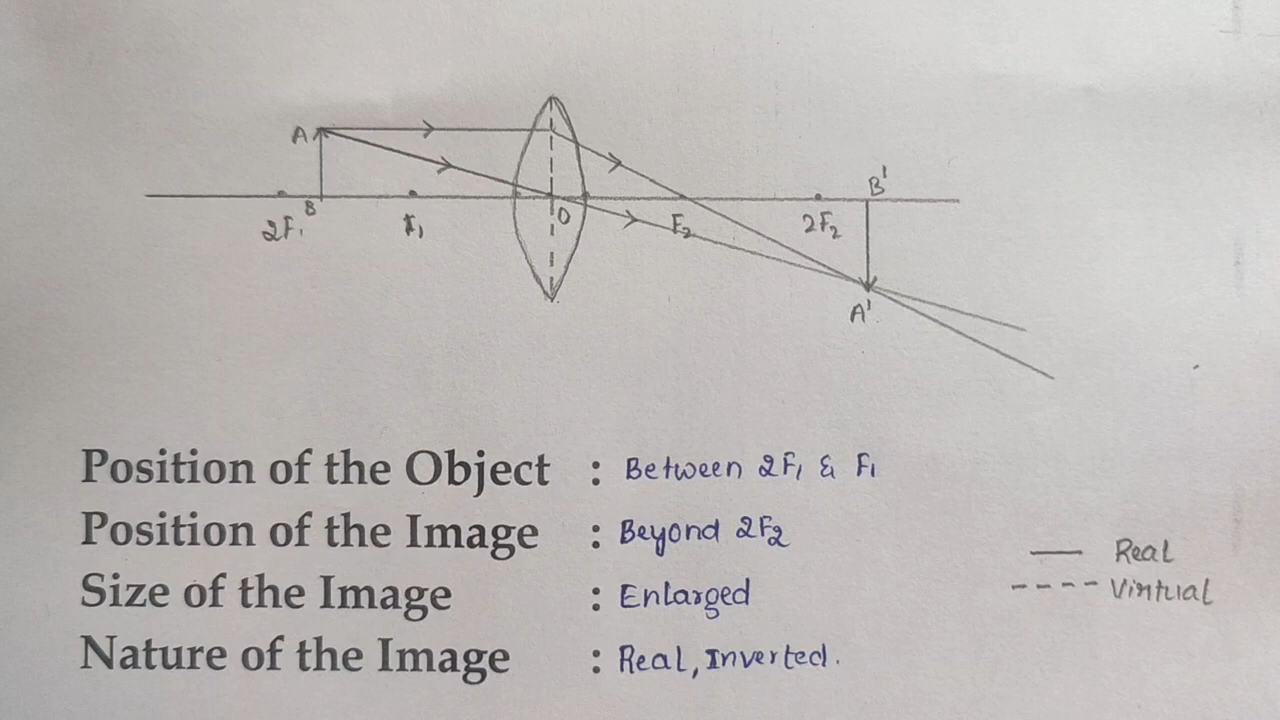 A
B'
2F₁ B F₁ O F₂ 2F₂
A'
Position of the Object : Between 2F₁ & F₁
Position of the Image : Beyond 2F₂
Size of the Image : Enlarged
Nature of the Image : Real, Inverted.
Real
Virtual